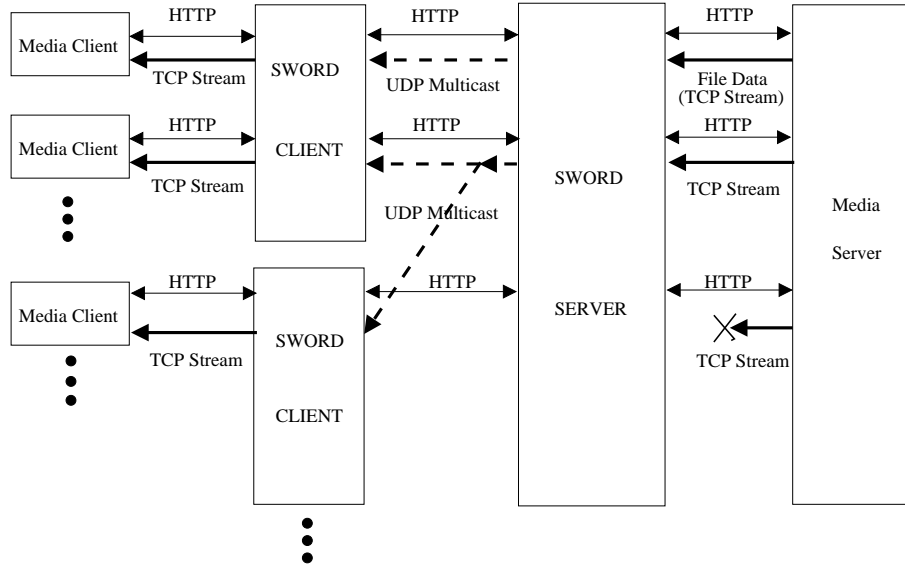 HTTP
HTTP
HTTP
Media Client
TCP Stream
SWORD
UDP Multicast
File Data
(TCP Stream)
HTTP
HTTP
HTTP
Media Client
TCP Stream
CLIENT
SWORD
TCP Stream
UDP Multicast
Media
Server
HTTP
HTTP
HTTP
Media Client
TCP Stream
SWORD
SERVER
TCP Stream
CLIENT